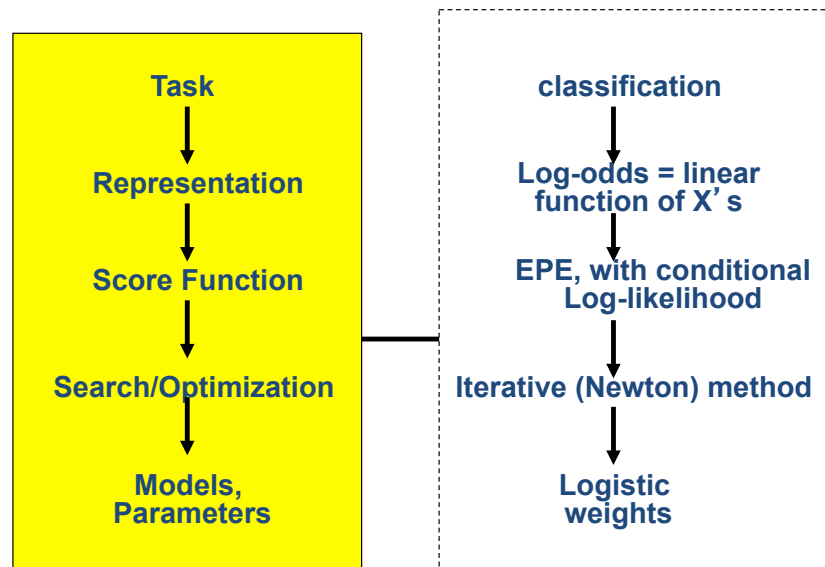 Task
Representation
Score Function
Search/Optimization
Models,
Parameters
classification
Log-odds = linear
function of X’ s
EPE, with conditional
Log-likelihood
Iterative (Newton) method
Logistic
weights